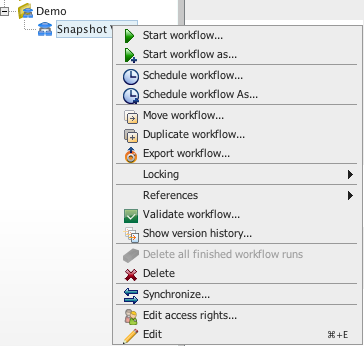 Demo
Snapshot
Start workflow...
Start workflow as...
Schedule workflow...
Schedule workflow As...
Move workflow...
Duplicate workflow...
Export workflow...
Locking
References
Validate workflow...
Show version history...
Delete all finished workflow runs
Delete
Synchronize...
Edit access rights...
Edit ⌘+E